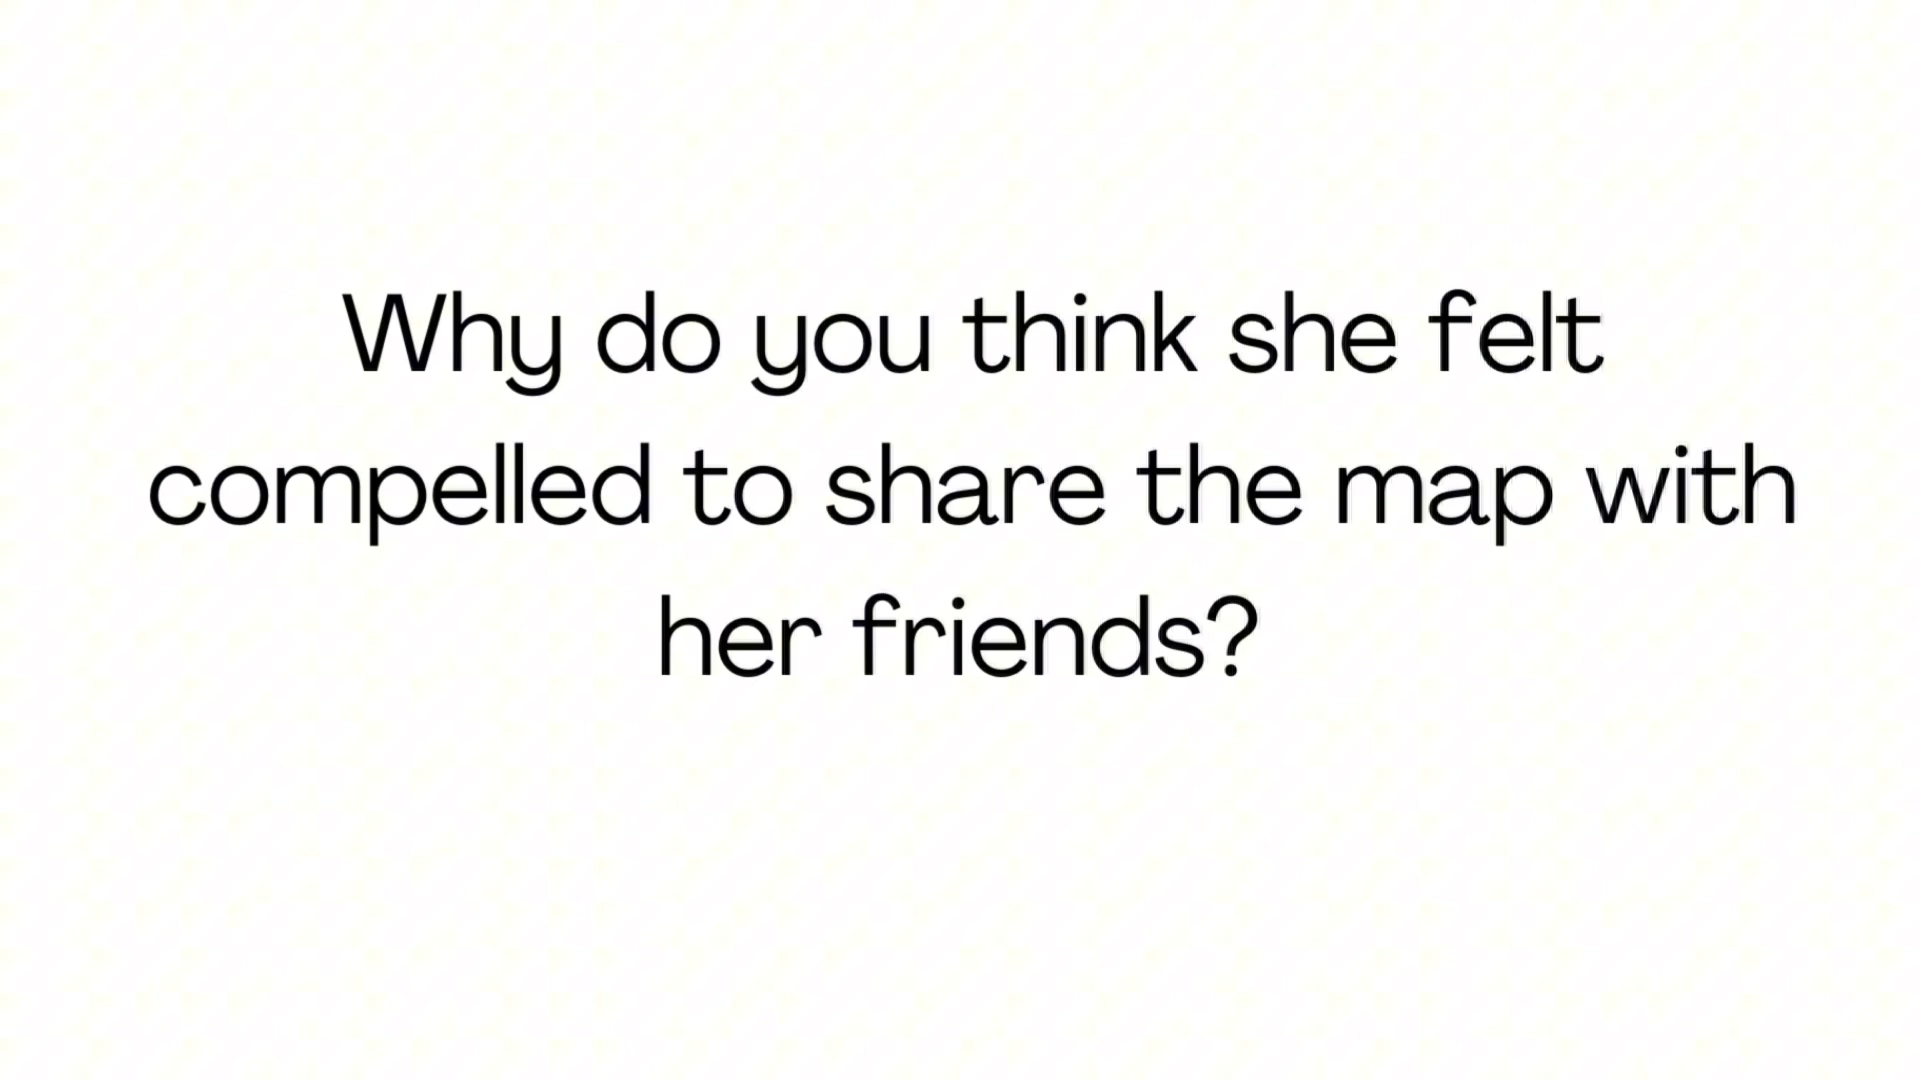 Why do you think she felt
compelled to share the map with
her friends?